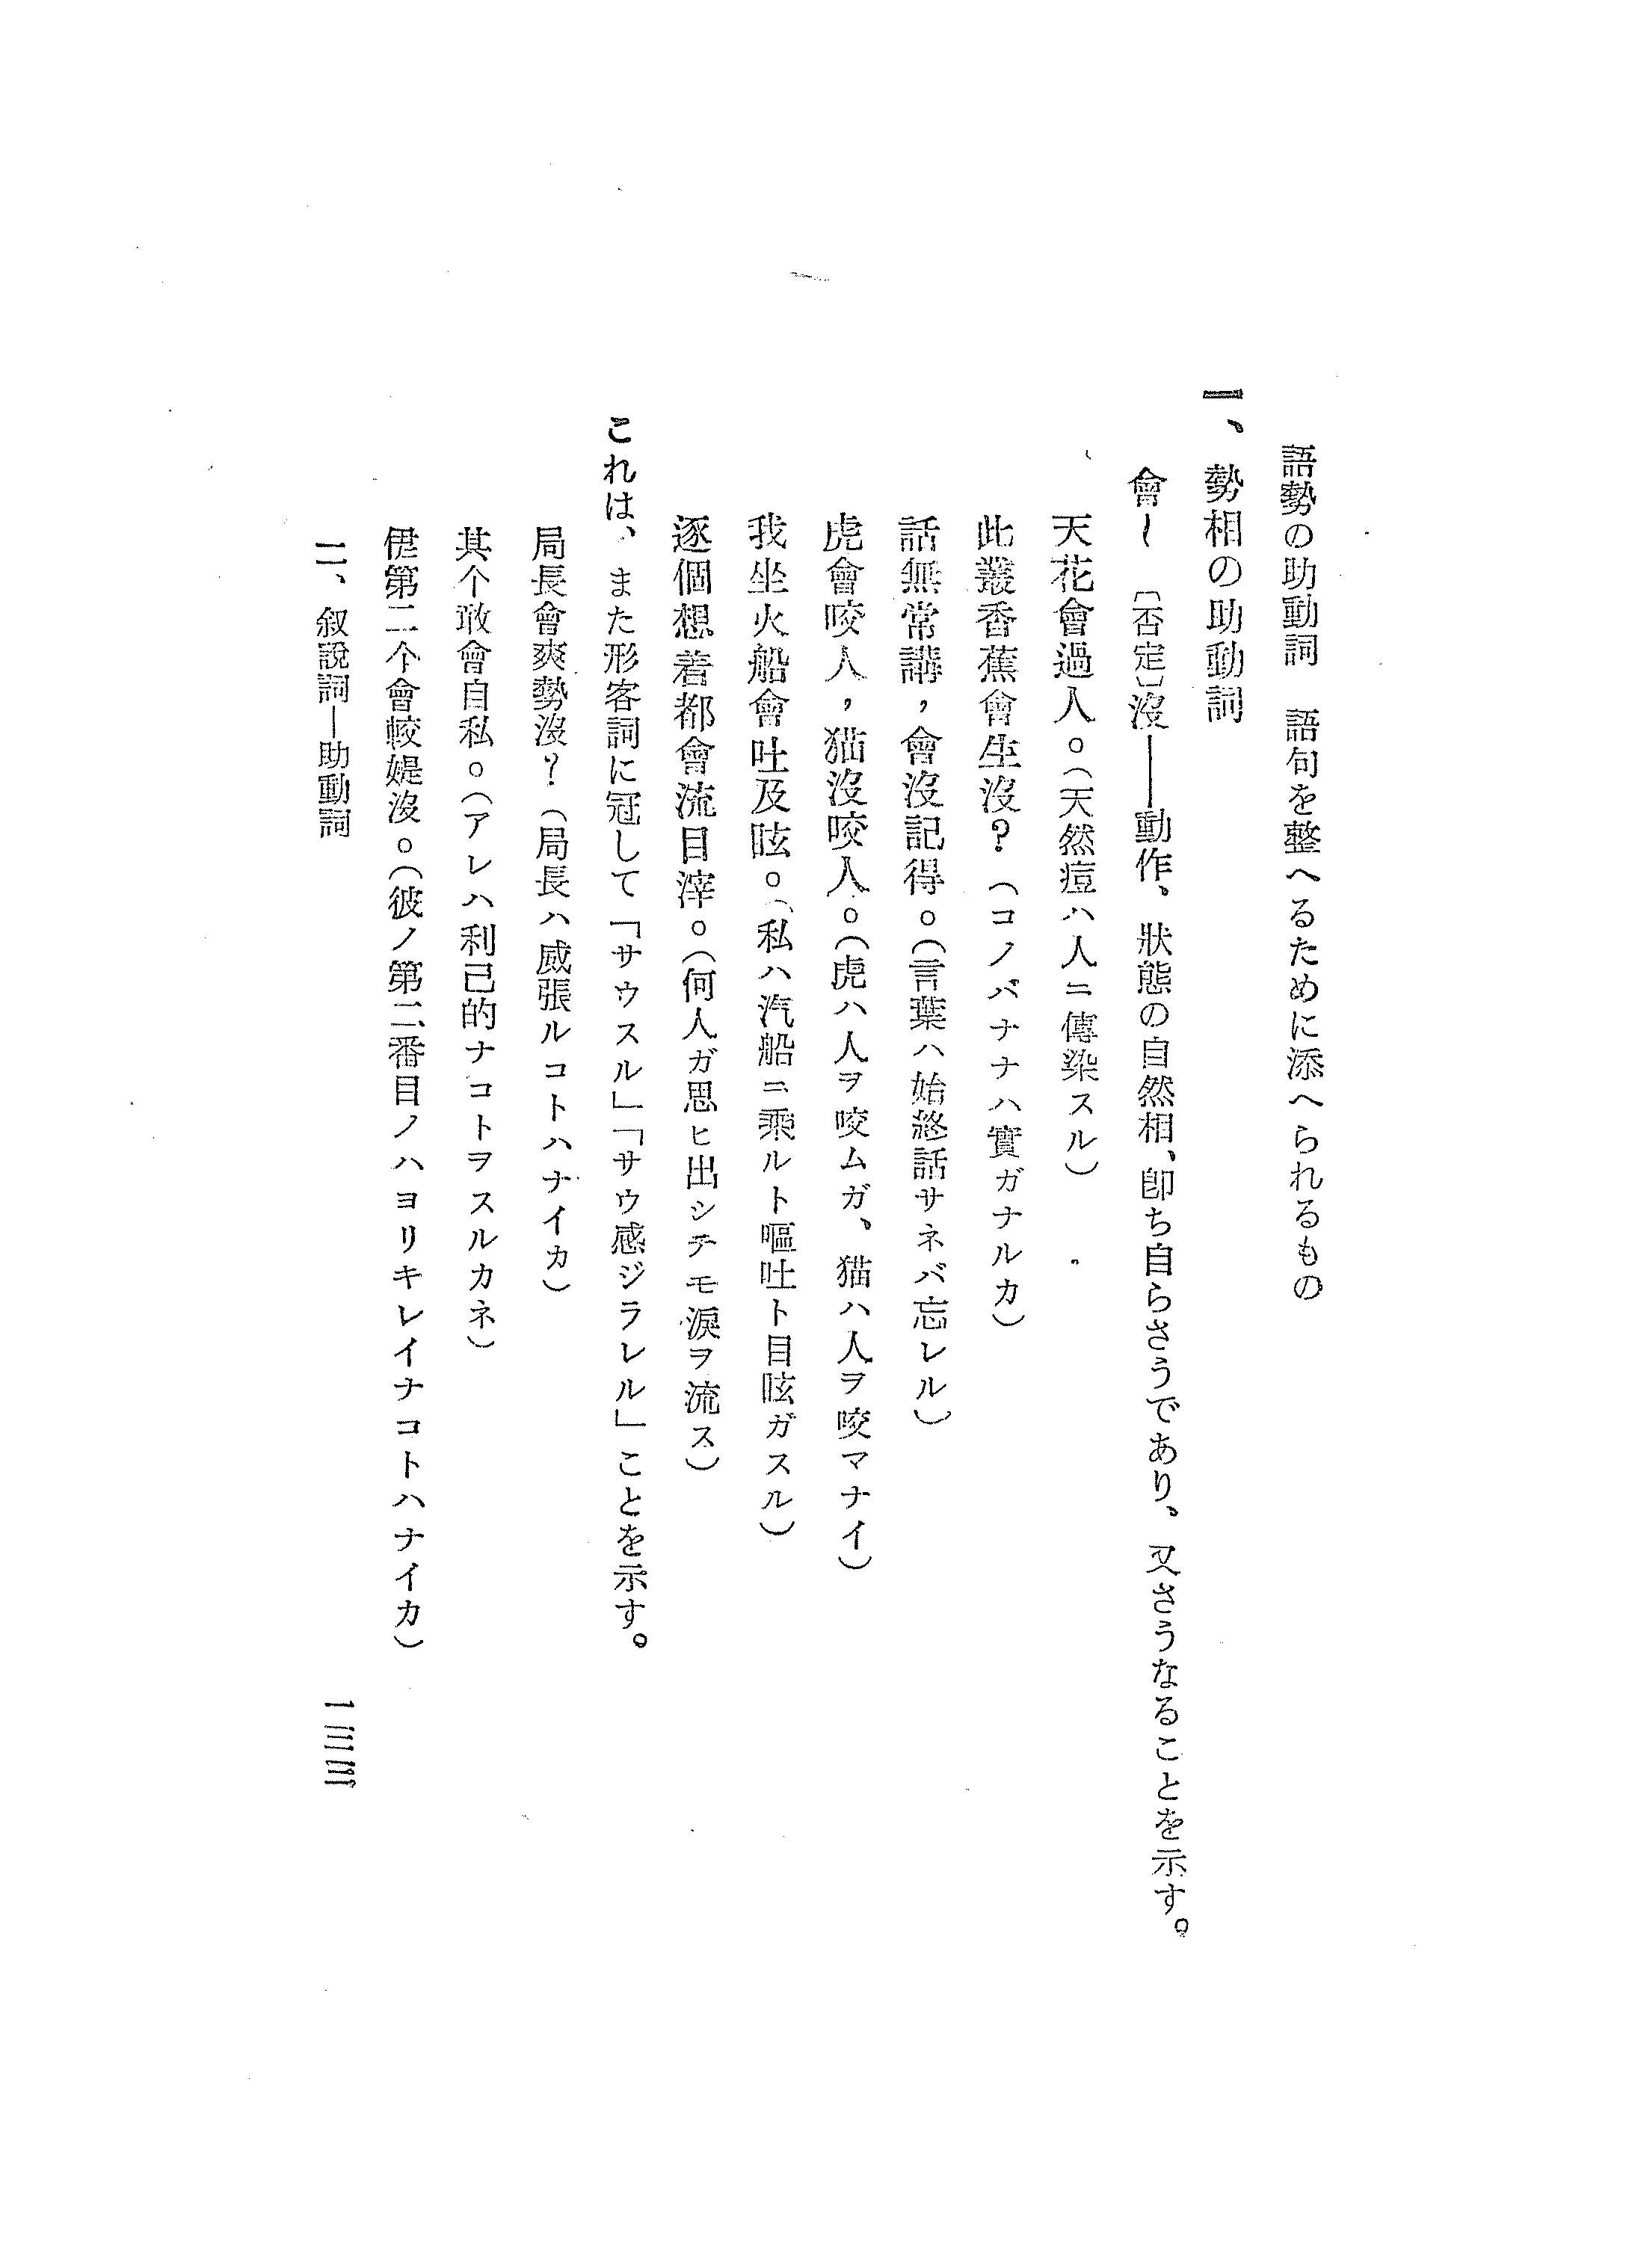 語勢の助動詞　語句を整へるために添へられるもの
一、勢相の助動詞
會〜　〔否定〕沒——動作、狀態の自然相、卽ち自らさうであり、又さうなることを示す。
天花會過人。（天然痘ハ人ニ傳染スル）
此叢香蕉會生沒？（コノバナナハ實ガナルカ）
話無常講，會沒記得。（言葉ハ始終話サネバ忘レル）
虎會咬人，猫沒咬人。（虎ハ人ヲ咬ムガ、猫ハ人ヲ咬マナイ）
我坐火船會吐及眩。（私ハ汽船ニ乘ルト嘔吐ト目眩ガスル）
逐個想着都會流目滓。（何人ガ思ヒ出シテモ淚ヲ流ス）
これは、また形容詞に冠して「サウスル」「サウ感ジラレル」ことを示す。
局長會爽勢沒？（局長ハ威張ルコトハナイカ）
其个敢會自私。（アレハ利己的ナコトヲスルカネ）
伊第二个會較媞沒。（彼ノ第二番目ノハヨリキレイナコトハナイカ）
二、叙說詞—助動詞
一三三